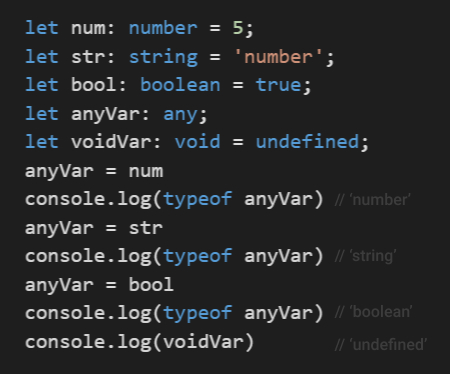 let num: number = 5;
let str: string = 'number';
let bool: boolean = true;
let anyVar: any;
let voidVar: void = undefined;
anyVar = num
console.log(typeof anyVar) // 'number'
anyVar = str
console.log(typeof anyVar) // 'string'
anyVar = bool
console.log(typeof anyVar) // 'boolean'
console.log(voidVar) // 'undefined'